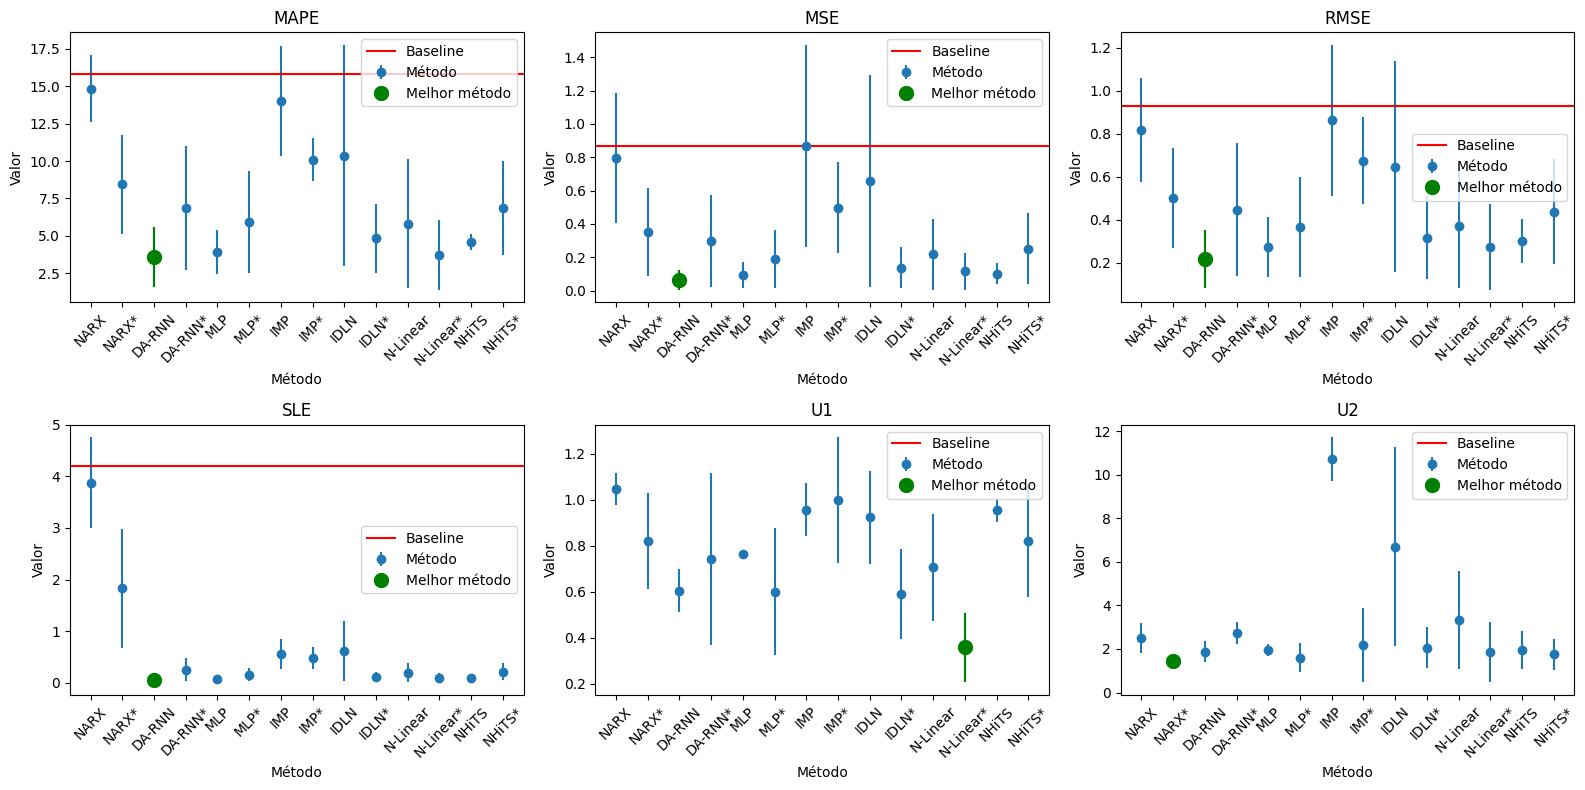 MAPE
Valor
17.5
15.0
12.5
10.0
7.5
5.0
2.5
Baseline
Método
Melhor método
NARX
NARX*
DA-RNN
DA-RNN*
MLP
MLP*
IMP
IMP*
IDLN
IDLN*
N-Linear
N-Linear*
NHiTS
NHiTS*
Método
MSE
Valor
1.4
1.2
1.0
0.8
0.6
0.4
0.2
0.0
Baseline
Método
Melhor método
NARX
NARX*
DA-RNN
DA-RNN*
MLP
MLP*
IMP
IMP*
IDLN
IDLN*
N-Linear
N-Linear*
NHiTS
NHiTS*
Método
RMSE
Valor
1.2
1.0
0.8
0.6
0.4
0.2
Baseline
Método
Melhor método
NARX
NARX*
DA-RNN
DA-RNN*
MLP
MLP*
IMP
IMP*
IDLN
IDLN*
N-Linear
N-Linear*
NHiTS
NHiTS*
Método
SLE
Valor
5
4
3
2
1
0
Baseline
Método
Melhor método
NARX
NARX*
DA-RNN
DA-RNN*
MLP
MLP*
IMP
IMP*
IDLN
IDLN*
N-Linear
N-Linear*
NHiTS
NHiTS*
Método
U1
Valor
1.2
1.0
0.8
0.6
0.4
0.2
Baseline
Método
Melhor método
NARX
NARX*
DA-RNN
DA-RNN*
MLP
MLP*
IMP
IMP*
IDLN
IDLN*
N-Linear
N-Linear*
NHiTS
NHiTS*
Método
U2
Valor
12
10
8
6
4
2
0
Baseline
Método
Melhor método
NARX
NARX*
DA-RNN
DA-RNN*
MLP
MLP*
IMP
IMP*
IDLN
IDLN*
N-Linear
N-Linear*
NHiTS
NHiTS*
Método